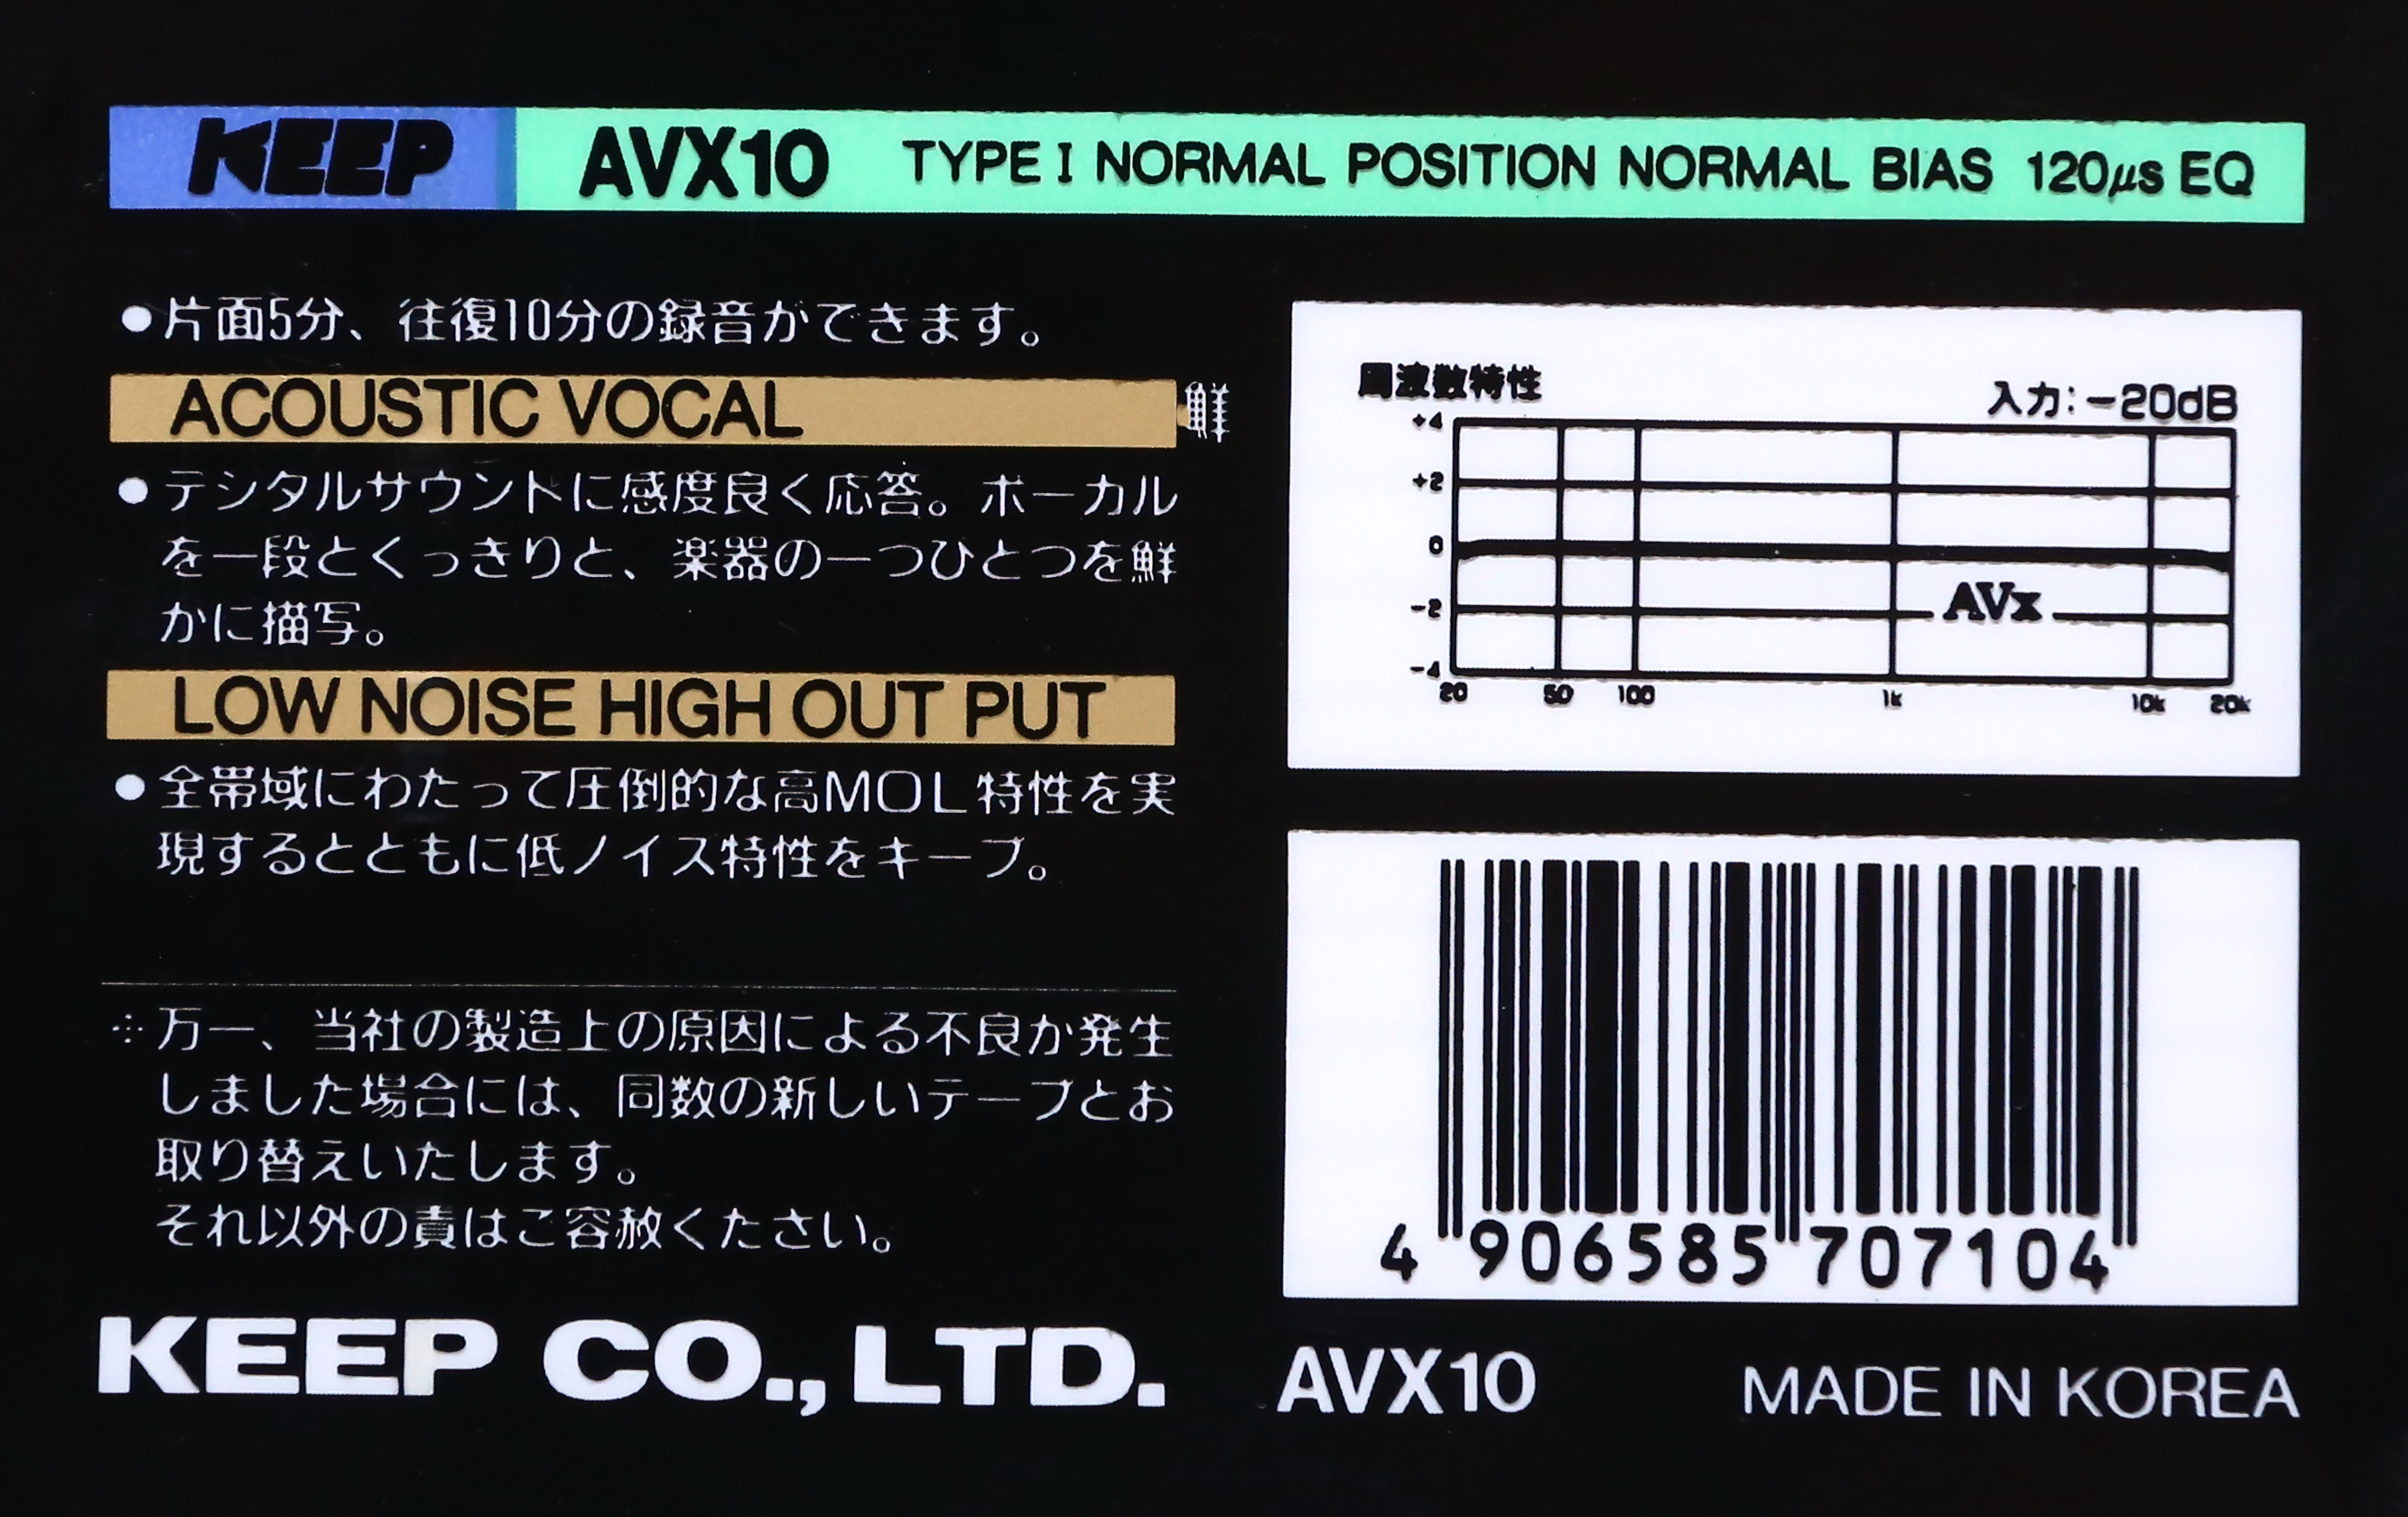 KEEP AVX10 TYPE I NORMAL POSITION NORMAL BIAS 120μs EQ
●片面5分、往復10分の録音ができます。
ACOUSTIC VOCAL 鮮
●テシタルサウントに感度良く応答。ボーカル
を一段とくっきりと、楽器の一つひとつを鮮
かに描写。
LOW NOISE HIGH OUT PUT
●全帯域にわたって圧倒的な高MOL特性を実
現するとともに低ノイス特性をキーフ。
※万一、当社の製造上の原因による不良か発生
しました場合には、同数の新しいテーフとお
取り替えいたします。
それ以外の責はこ容赦くたさい。
KEEP CO., LTD.
周波数特性
入力:-20dB
+4
+2
0
-2
-4
AVx
20 50 100 1k 10k 20k
4 906585 707104
AVX10 MADE IN KOREA